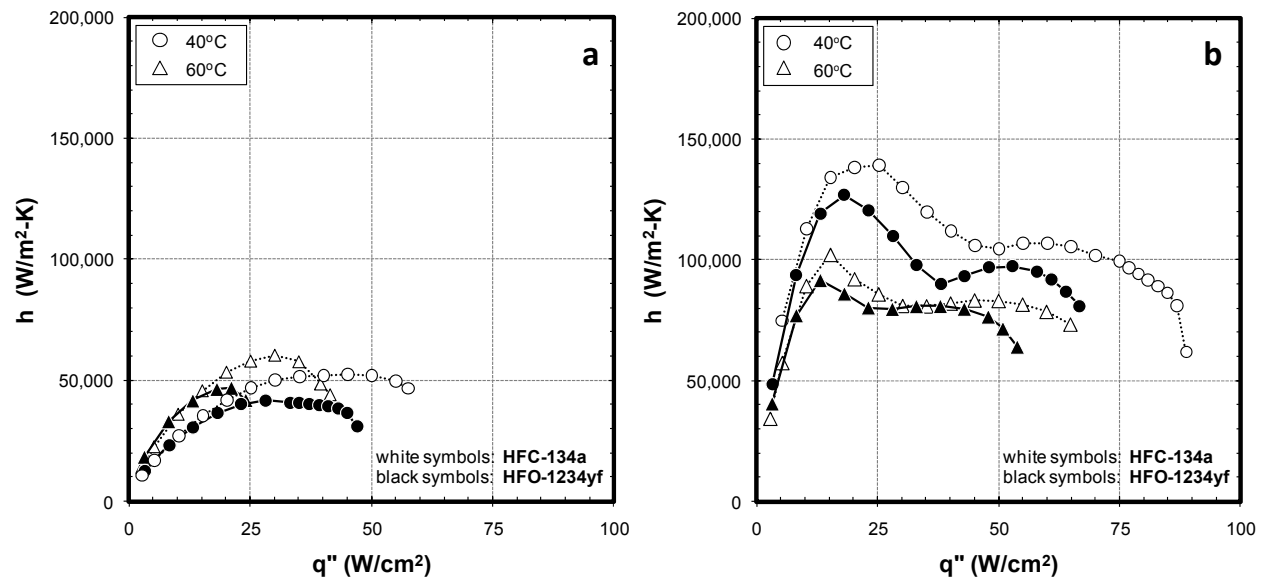 200,000
150,000
100,000
50,000
0
h (W/m²-K)
40°C
60°C
a
white symbols: HFC-134a
black symbols: HFO-1234yf
0 25 50 75 100
q" (W/cm²)
200,000
150,000
100,000
50,000
0
h (W/m²-K)
40°C
60°C
b
white symbols: HFC-134a
black symbols: HFO-1234yf
0 25 50 75 100
q" (W/cm²)